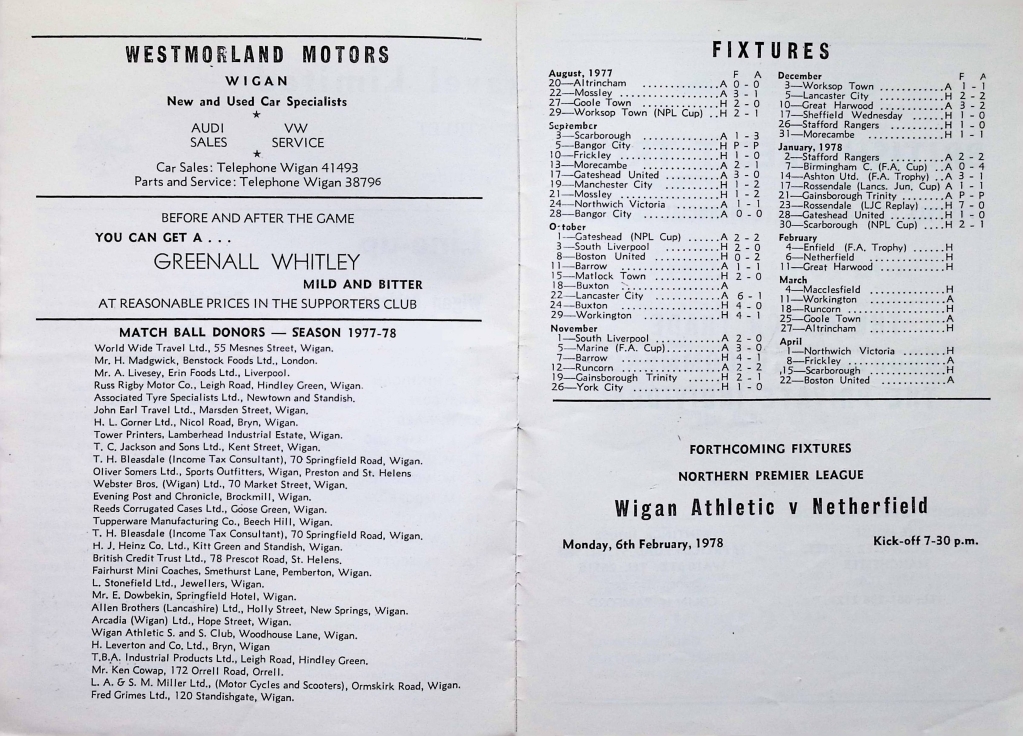 WESTMORLAND MOTORS
WIGAN
New and Used Car Specialists
★
AUDI VW
SALES SERVICE
★
Car Sales: Telephone Wigan 41493
Parts and Service: Telephone Wigan 38796
BEFORE AND AFTER THE GAME
YOU CAN GET A . . .
GREENALL WHITLEY
MILD AND BITTER
AT REASONABLE PRICES IN THE SUPPORTERS CLUB
MATCH BALL DONORS — SEASON 1977-78
World Wide Travel Ltd., 55 Mesnes Street, Wigan.
Mr. H. Madgwick, Benstock Foods Ltd., London.
Mr. A. Livesey, Erin Foods Ltd., Liverpool.
Russ Rigby Motor Co., Leigh Road, Hindley Green, Wigan.
Associated Tyre Specialists Ltd., Newtown and Standish.
John Earl Travel Ltd., Marsden Street, Wigan.
H. L. Gorner Ltd., Nicol Road, Bryn, Wigan.
Tower Printers, Lamberhead Industrial Estate, Wigan.
T. C. Jackson and Sons Ltd., Kent Street, Wigan.
T. H. Bleasdale (Income Tax Consultant), 70 Springfield Road, Wigan.
Oliver Somers Ltd., Sports Outfitters, Wigan, Preston and St. Helens
Webster Bros. (Wigan) Ltd., 70 Market Street, Wigan.
Evening Post and Chronicle, Brockmill, Wigan.
Reeds Corrugated Cases Ltd., Goose Green, Wigan.
Tupperware Manufacturing Co., Beech Hill, Wigan.
T. H. Bleasdale (Income Tax Consultant), 70 Springfield Road, Wigan.
H. J. Heinz Co. Ltd., Kitt Green and Standish, Wigan.
British Credit Trust Ltd., 78 Prescot Road, St. Helens.
Fairhurst Mini Coaches, Smethurst Lane, Pemberton, Wigan.
L. Stonefield Ltd., Jewellers, Wigan.
Mr. E. Dowbekin, Springfield Hotel, Wigan.
Allen Brothers (Lancashire) Ltd., Holly Street, New Springs, Wigan.
Arcadia (Wigan) Ltd., Hope Street, Wigan.
Wigan Athletic S. and S. Club, Woodhouse Lane, Wigan.
H. Leverton and Co. Ltd., Bryn, Wigan
T.B.A. Industrial Products Ltd., Leigh Road, Hindley Green.
Mr. Ken Cowap, 172 Orrell Road, Orrell.
L. A. & S. M. Miller Ltd., (Motor Cycles and Scooters), Ormskirk Road, Wigan.
Fred Grimes Ltd., 120 Standishgate, Wigan.
FIXTURES
August, 1977 F A
20—Altrincham ............A 0 - 0
22—Mossley ..............A 3 - 1
27—Goole Town ............H 2 - 0
29—Worksop Town (NPL Cup) ..H 2 - 1
September
3—Scarborough ............A 1 - 3
5—Bangor City ............H P - P
10—Frickley ..............H 1 - 0
13—Morecambe ............A 2 - 1
17—Gateshead United ........A 3 - 0
19—Manchester City ........H 1 - 2
21—Mossley ..............H 1 - 2
24—Northwich Victoria ......A 1 - 1
28—Bangor City ............A 0 - 0
October
1—Gateshead (NPL Cup) ......A 2 - 2
3—South Liverpool ..........H 2 - 0
8—Boston United ............H 0 - 2
11—Barrow ................A 1 - 1
15—Matlock Town ............H 2 - 0
18—Buxton ................A
22—Lancaster City ..........A 6 - 1
24—Buxton ................H 4 - 0
29—Workington ............H 4 - 1
November
1—South Liverpool ..........A 2 - 0
5—Marine (F.A. Cup)..........A 3 - 0
7—Barrow ................H 4 - 1
12—Runcorn ..............A 2 - 2
19—Gainsborough Trinity ......H 2 - 1
26—York City ..............H 1 - 0
December F A
3—Worksop Town ............A 1 - 1
5—Lancaster City ............H 2 - 2
10—Great Harwood ..........A 3 - 2
17—Sheffield Wednesday ......H 1 - 0
26—Stafford Rangers ..........H 1 - 0
31—Morecambe ..............H 1 - 1
January, 1978
2—Stafford Rangers ..........A 2 - 2
7—Birmingham C. (F.A. Cup) ..A 0 - 4
14—Ashton Utd. (F.A. Trophy) ..A 3 - 1
17—Rossendale (Lancs. Jun. Cup) A 1 - 1
21—Gainsborough Trinity ......A P - P
23—Rossendale (LJC Replay) ....H 7 - 0
28—Gateshead United ........H 1 - 0
30—Scarborough (NPL Cup) ....H 2 - 1
February
4—Enfield (F.A. Trophy) ......H
6—Netherfield ..............H
11—Great Harwood ..........H
March
4—Macclesfield ..............H
11—Workington ..............A
18—Runcorn ................H
25—Goole Town ..............A
27—Altrincham ..............H
April
1—Northwich Victoria ........H
8—Frickley ................A
15—Scarborough ............H
22—Boston United ............A
FORTHCOMING FIXTURES
NORTHERN PREMIER LEAGUE
Wigan Athletic v Netherfield
Monday, 6th February, 1978 Kick-off 7-30 p.m.